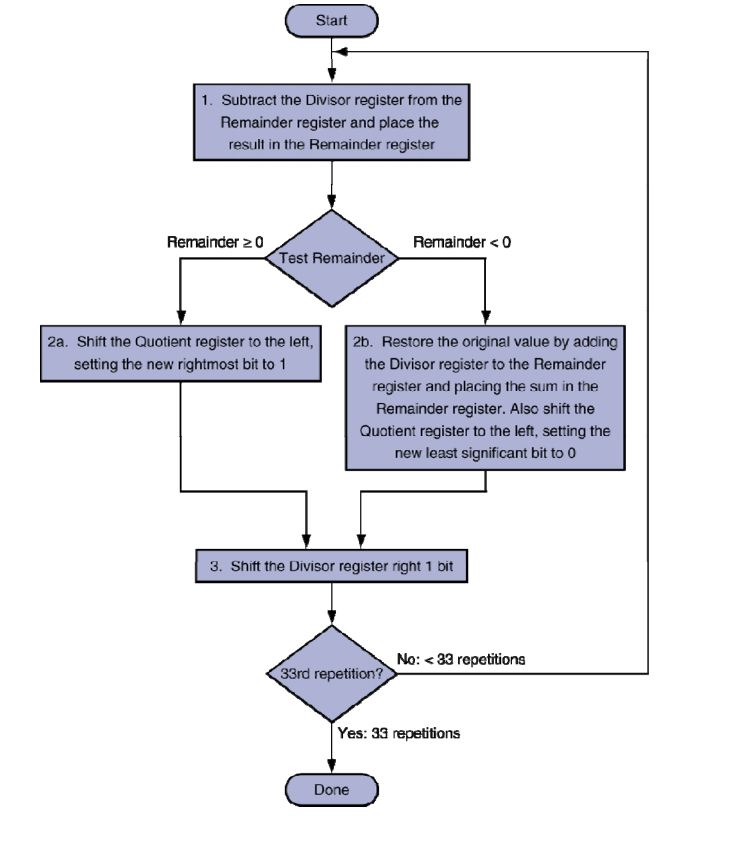 Start
1. Subtract the Divisor register from the
Remainder register and place the
result in the Remainder register
Remainder ≥ 0
Remainder < 0
Test Remainder
2a. Shift the Quotient register to the left,
setting the new rightmost bit to 1
2b. Restore the original value by adding
the Divisor register to the Remainder
register and placing the sum in the
Remainder register. Also shift the
Quotient register to the left, setting the
new least significant bit to 0
3. Shift the Divisor register right 1 bit
No: < 33 repetitions
33rd repetition?
Yes: 33 repetitions
Done